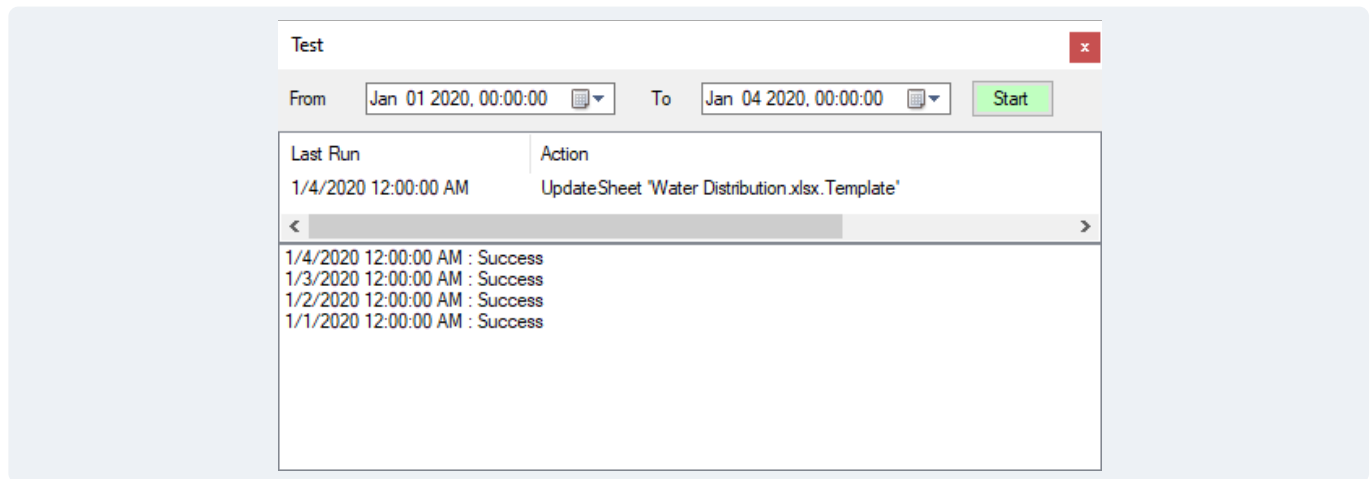 Test x
From Jan 01 2020, 00:00:00 To Jan 04 2020, 00:00:00 Start
Last Run Action
1/4/2020 12:00:00 AM UpdateSheet 'Water Distribution.xlsx.Template'
1/4/2020 12:00:00 AM : Success
1/3/2020 12:00:00 AM : Success
1/2/2020 12:00:00 AM : Success
1/1/2020 12:00:00 AM : Success